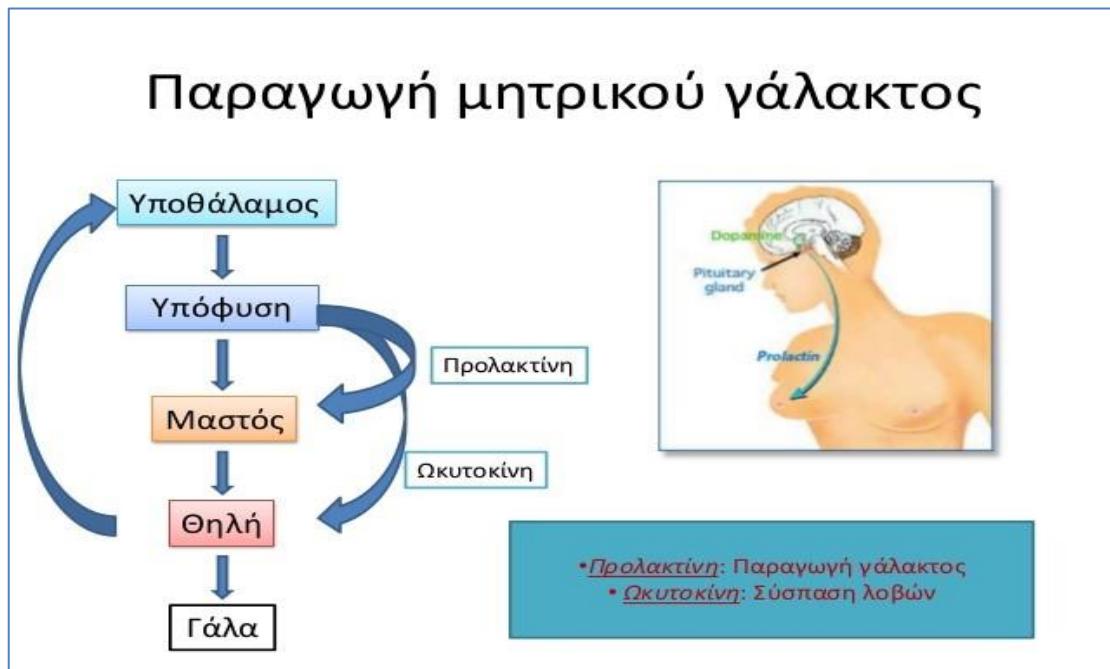 Παραγωγή μητρικού γάλακτος
Υποθάλαμος
Υπόφυση
Προλακτίνη
Μαστός
Ωκυτοκίνη
Θηλή
Γάλα
Dopamine
Pituitary
gland
Prolactin
•Προλακτίνη: Παραγωγή γάλακτος
• Ωκυτοκίνη: Σύσπαση λοβών